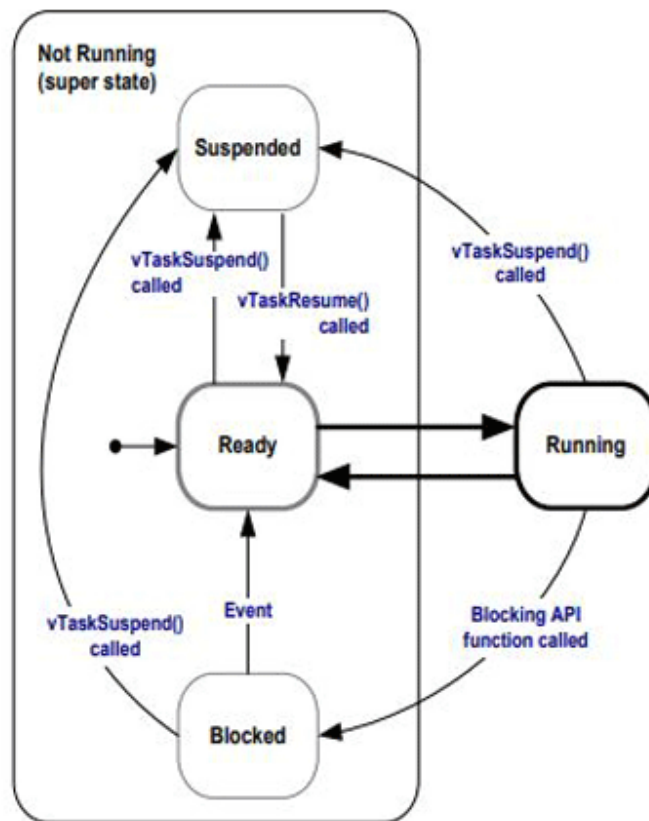 Not Running
(super state)
Suspended
vTaskSuspend()
called
vTaskResume()
called
vTaskSuspend()
called
Ready
Running
Event
vTaskSuspend()
called
Blocking API
function called
Blocked